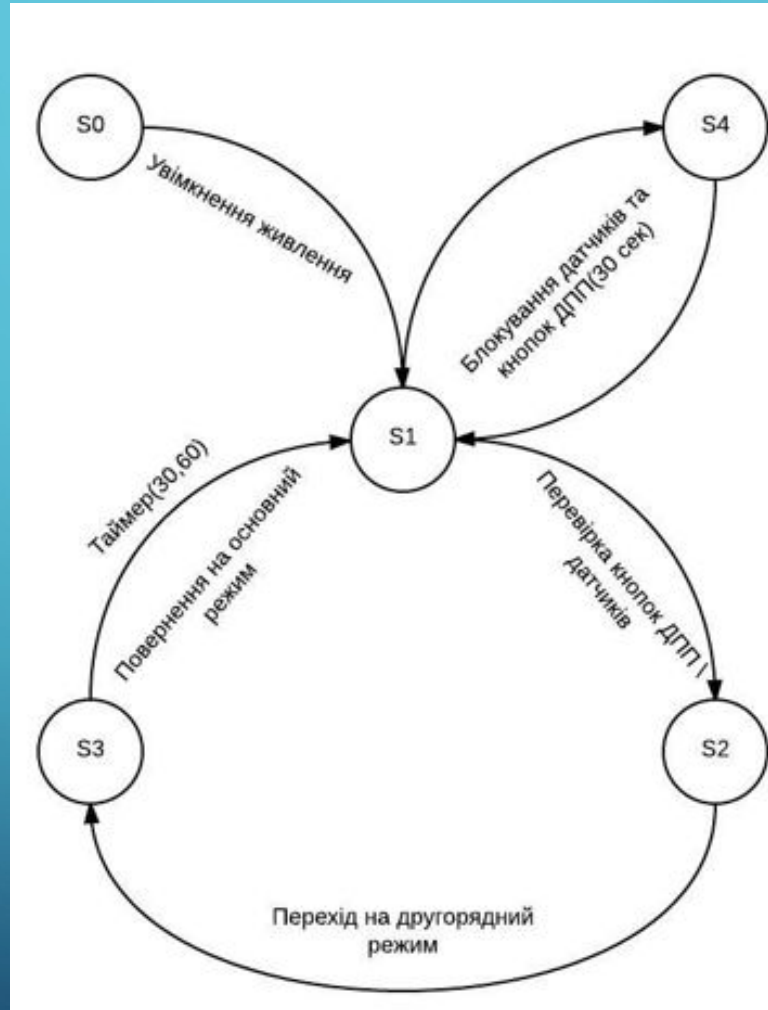 S0
S4
Увімкнення живлення
Блокування датчиків та
кнопок ДПП(30 сек)
S1
Таймер(30,60)
Повернення на основний
режим
Перевірка кнопок ДПП І
датчиків
S3
S2
Перехід на другорядний
режим